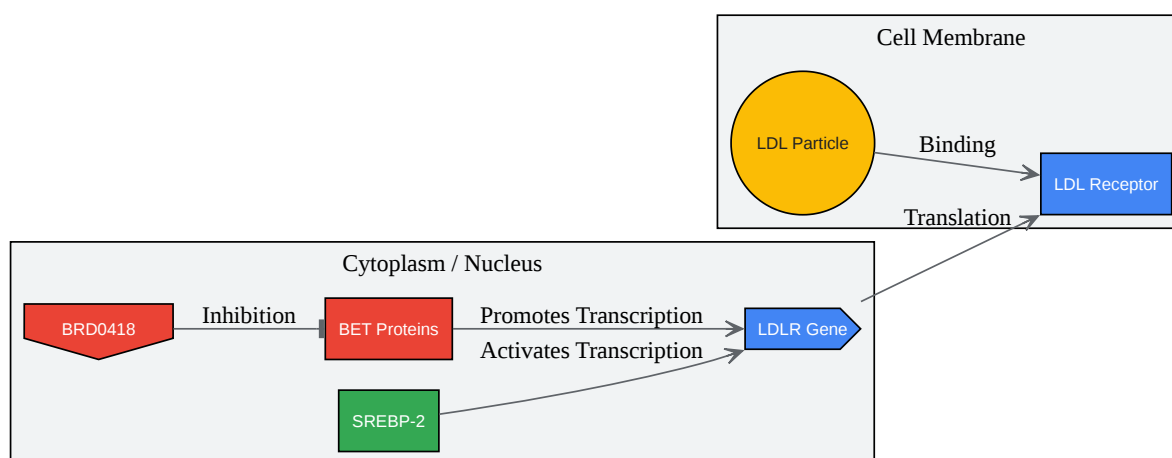 Cell Membrane
LDL Particle
Binding
LDL Receptor
Translation
Cytoplasm / Nucleus
BRD0418
Inhibition
BET Proteins
Promotes Transcription
LDLR Gene
Activates Transcription
SREBP-2